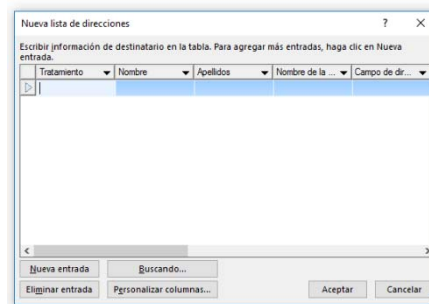 Nueva lista de direcciones
Escribir información de destinatario en la tabla. Para agregar más entradas, haga clic en Nueva
entrada.
Tratamiento Nombre Apellidos Nombre de la ... Campo de dir...
Nueva entrada Buscando...
Eliminar entrada Personalizar columnas... Aceptar Cancelar